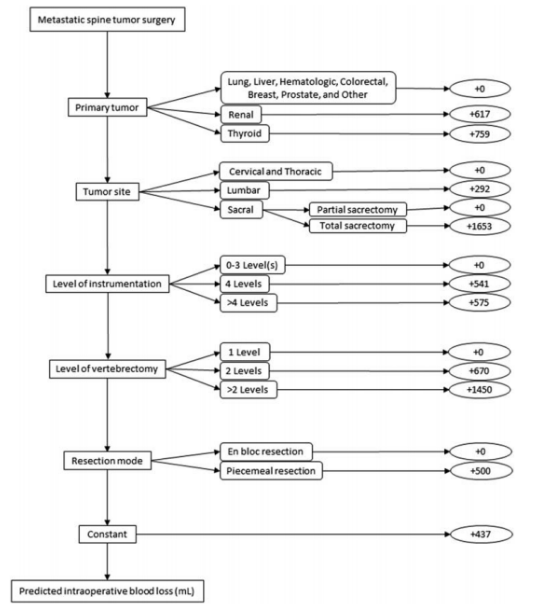 Metastatic spine tumor surgery
Lung, Liver, Hematologic, Colorectal,
Breast, Prostate, and Other
+0
Primary tumor
Renal
+617
Thyroid
+759
Cervical and Thoracic
+0
Tumor site
Lumbar
+292
Sacral
Partial sacrectomy
+0
Total sacrectomy
+1653
0-3 Level(s)
+0
Level of instrumentation
4 Levels
+541
>4 Levels
+575
1 Level
+0
Level of vertebrectomy
2 Levels
+670
>2 Levels
+1450
En bloc resection
+0
Resection mode
Piecemeal resection
+500
Constant
+437
Predicted intraoperative blood loss (mL)